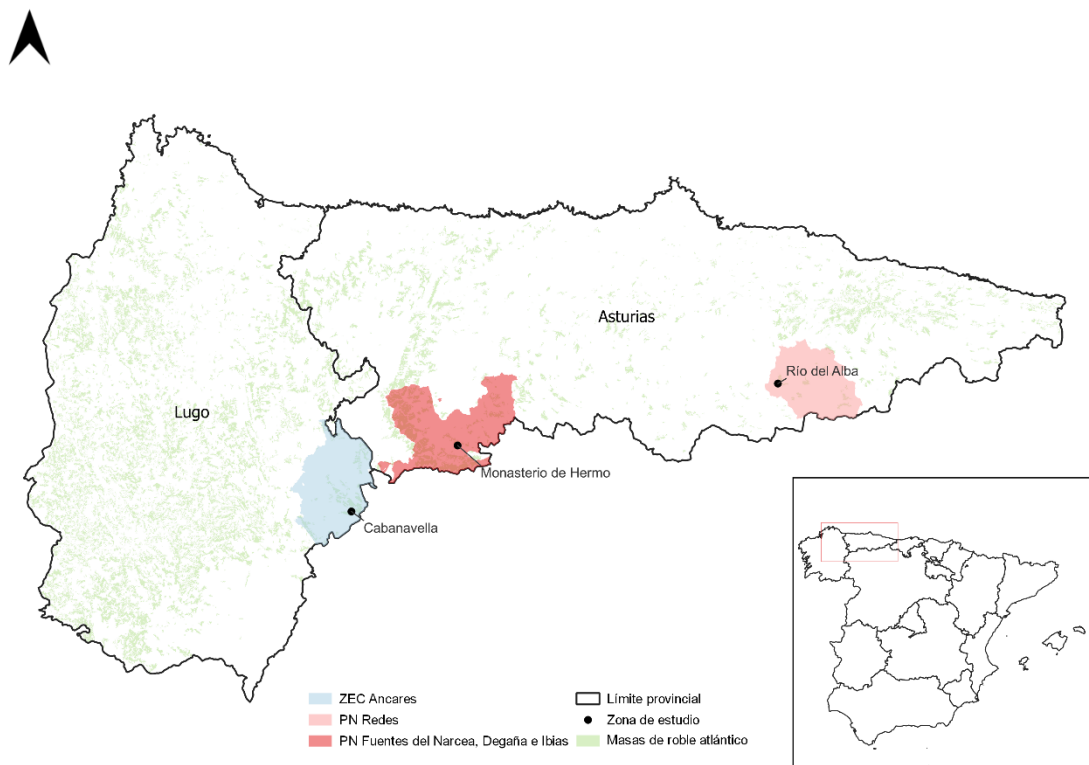 Asturias
Río del Alba
Lugo
Monasterio de Hermo
Cabanavella
ZEC Ancares
PN Redes
PN Fuentes del Narcea, Degaña e Ibias
Límite provincial
Zona de estudio
Masas de roble atlántico